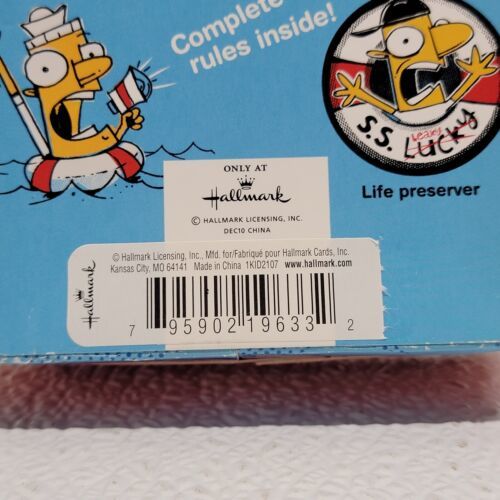 Complete
rules inside!
S.S. Leaky Lucky
Life preserver
ONLY AT
Hallmark
© HALLMARK LICENSING, INC.
DEC10 CHINA
Hallmark
© Hallmark Licensing, Inc., Mfd. for/Fabriqué pour Hallmark Cards, Inc.
Kansas City, MO 64141 Made in China 1KID2107 www.hallmark.com
7 95902 19633 2